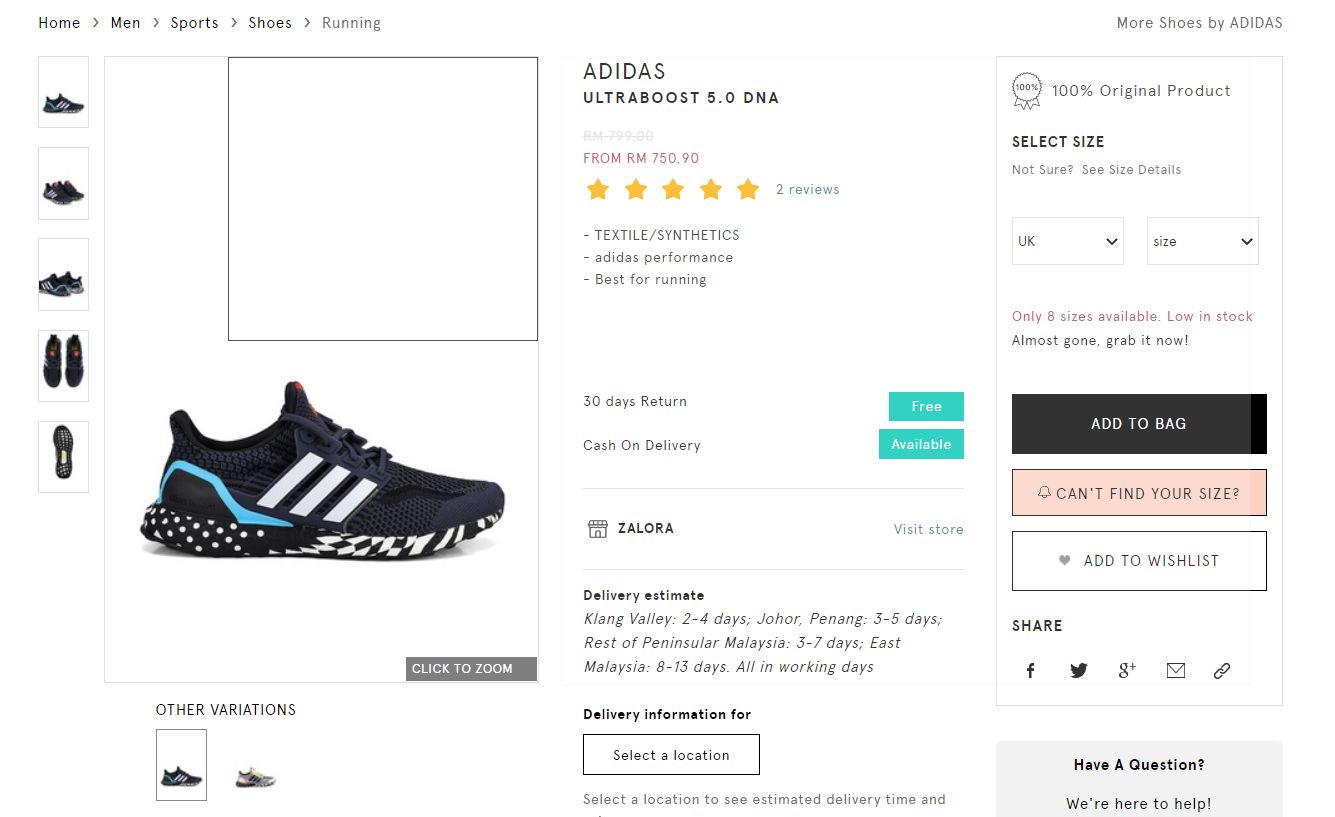 Home > Men > Sports > Shoes > Running
More Shoes by ADIDAS
CLICK TO ZOOM
OTHER VARIATIONS
ADIDAS
ULTRABOOST 5.0 DNA
RM 799.00
FROM RM 750.90
2 reviews
- TEXTILE/SYNTHETICS
- adidas performance
- Best for running
30 days Return Free
Cash On Delivery Available
ZALORA Visit store
Delivery estimate
Klang Valley: 2-4 days; Johor, Penang: 3-5 days;
Rest of Peninsular Malaysia: 3-7 days; East
Malaysia: 8-13 days. All in working days
Delivery information for
Select a location
Select a location to see estimated delivery time and
100% 100% Original Product
SELECT SIZE
Not Sure? See Size Details
UK size
Only 8 sizes available. Low in stock
Almost gone, grab it now!
ADD TO BAG
CAN'T FIND YOUR SIZE?
ADD TO WISHLIST
SHARE
Have A Question?
We're here to help!